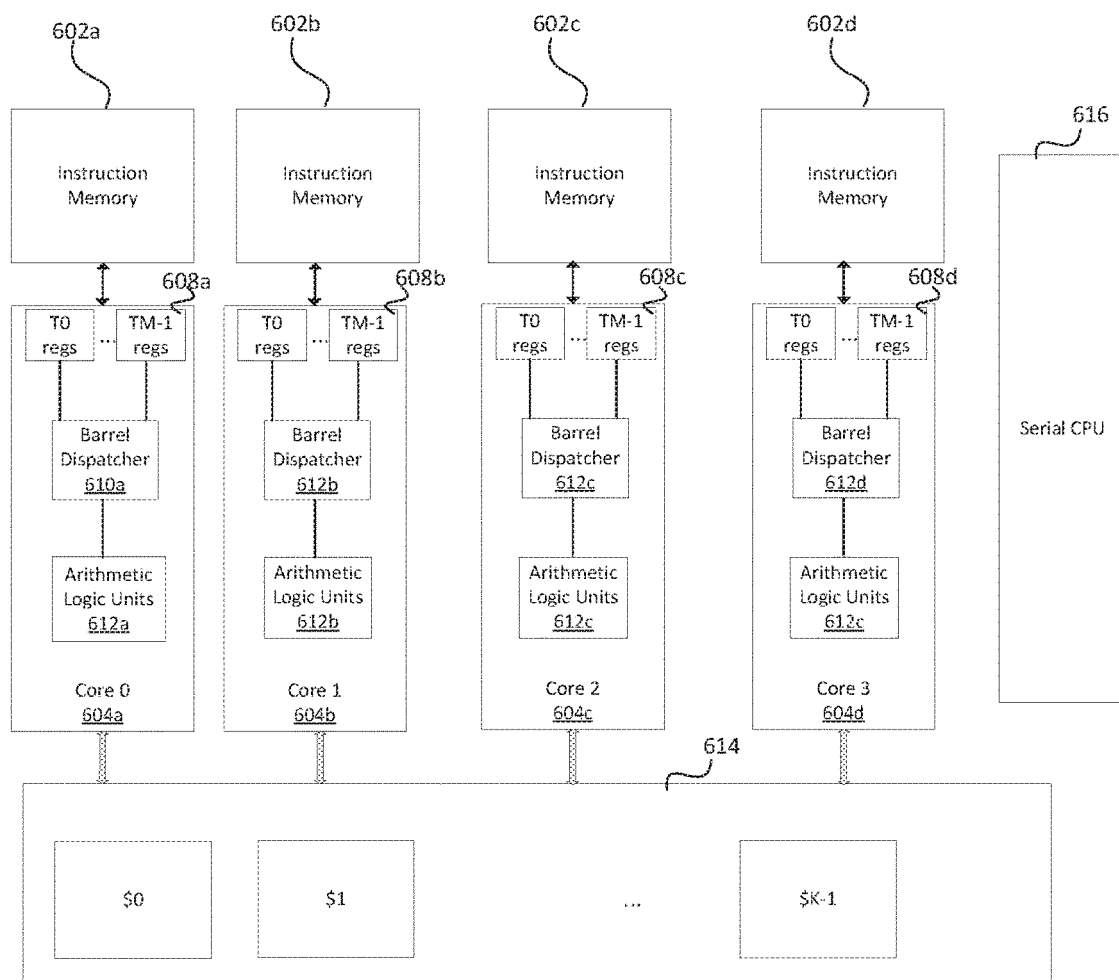 602a
602b
602c
602d
616
Instruction
Memory
Instruction
Memory
Instruction
Memory
Instruction
Memory
608a
608b
608c
608d
T0
regs
...
TM-1
regs
T0
regs
...
TM-1
regs
T0
regs
...
TM-1
regs
T0
regs
...
TM-1
regs
Barrel
Dispatcher
610a
Barrel
Dispatcher
612b
Barrel
Dispatcher
612c
Barrel
Dispatcher
612d
Serial CPU
Arithmetic
Logic Units
612a
Arithmetic
Logic Units
612b
Arithmetic
Logic Units
612c
Arithmetic
Logic Units
612c
Core 0
604a
Core 1
604b
Core 2
604c
Core 3
604d
614
$0
$1
...
$K-1